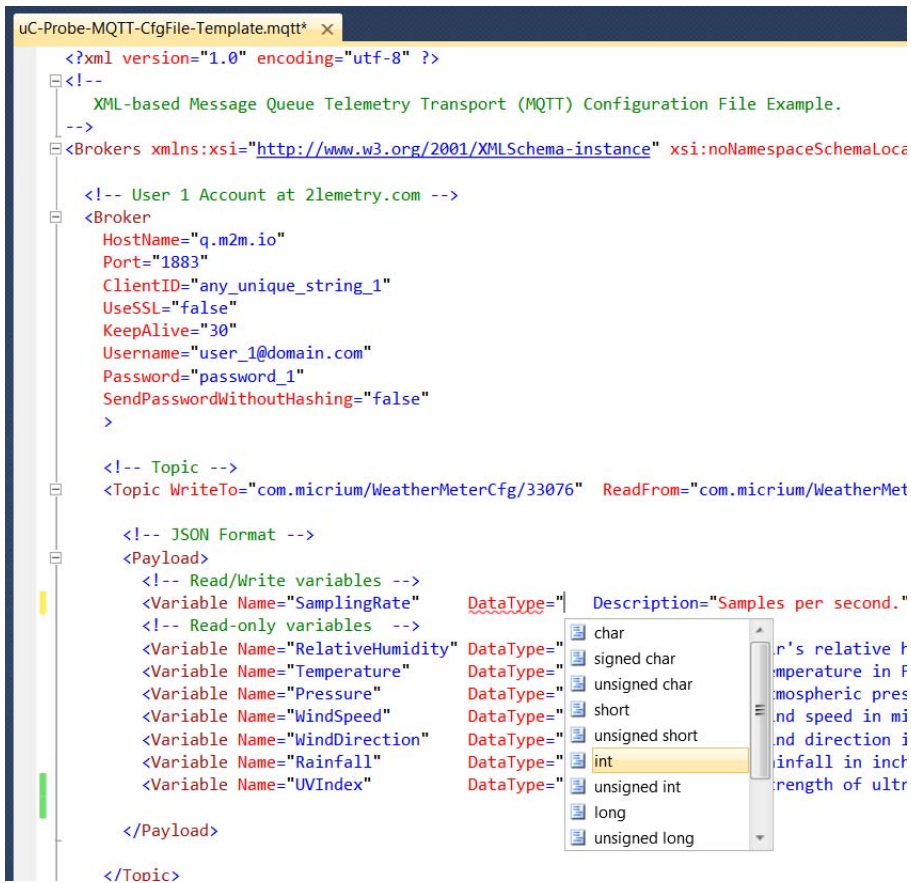 uC-Probe-MQTT-CfgFile-Template.mqtt* ×
<?xml version="1.0" encoding="utf-8" ?>
<!--
XML-based Message Queue Telemetry Transport (MQTT) Configuration File Example.
-->
<Brokers xmlns:xsi="http://www.w3.org/2001/XMLSchema-instance" xsi:noNamespaceSchemaLoca
<!-- User 1 Account at 2lemetry.com -->
<Broker
HostName="q.m2m.io"
Port="1883"
ClientID="any_unique_string_1"
UseSSL="false"
KeepAlive="30"
Username="user_1@domain.com"
Password="password_1"
SendPasswordWithoutHashing="false"
>
<!-- Topic -->
<Topic WriteTo="com.micrium/WeatherMeterCfg/33076" ReadFrom="com.micrium/WeatherMet
<!-- JSON Format -->
<Payload>
<!-- Read/Write variables -->
<Variable Name="SamplingRate" DataType=" Description="Samples per second."
<!-- Read-only variables -->
<Variable Name="RelativeHumidity" DataType=" r's relative h
<Variable Name="Temperature" DataType=" mperature in F
<Variable Name="Pressure" DataType=" mospheric pres
<Variable Name="WindSpeed" DataType=" nd speed in mi
<Variable Name="WindDirection" DataType=" nd direction i
<Variable Name="Rainfall" DataType=" infall in inch
<Variable Name="UVIndex" DataType=" rength of ultr
char
signed char
unsigned char
short
unsigned short
int
unsigned int
long
unsigned long
</Payload>
</Topic>